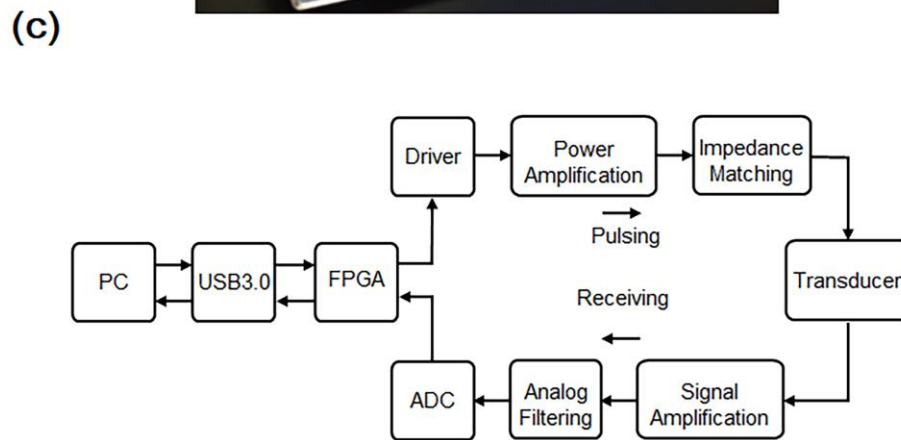 (c)
Driver
Power
Amplification
Impedance
Matching
Pulsing
PC
USB3.0
FPGA
Transducer
Receiving
ADC
Analog
Filtering
Signal
Amplification